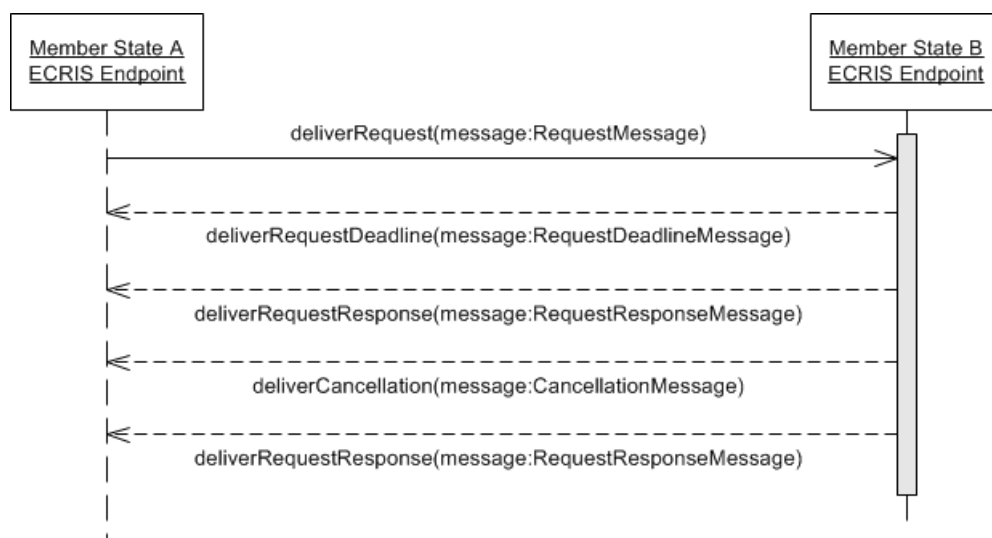 Member State A
ECRIS Endpoint
Member State B
ECRIS Endpoint
deliverRequest(message:RequestMessage)
deliverRequestDeadline(message:RequestDeadlineMessage)
deliverRequestResponse(message:RequestResponseMessage)
deliverCancellation(message:CancellationMessage)
deliverRequestResponse(message:RequestResponseMessage)